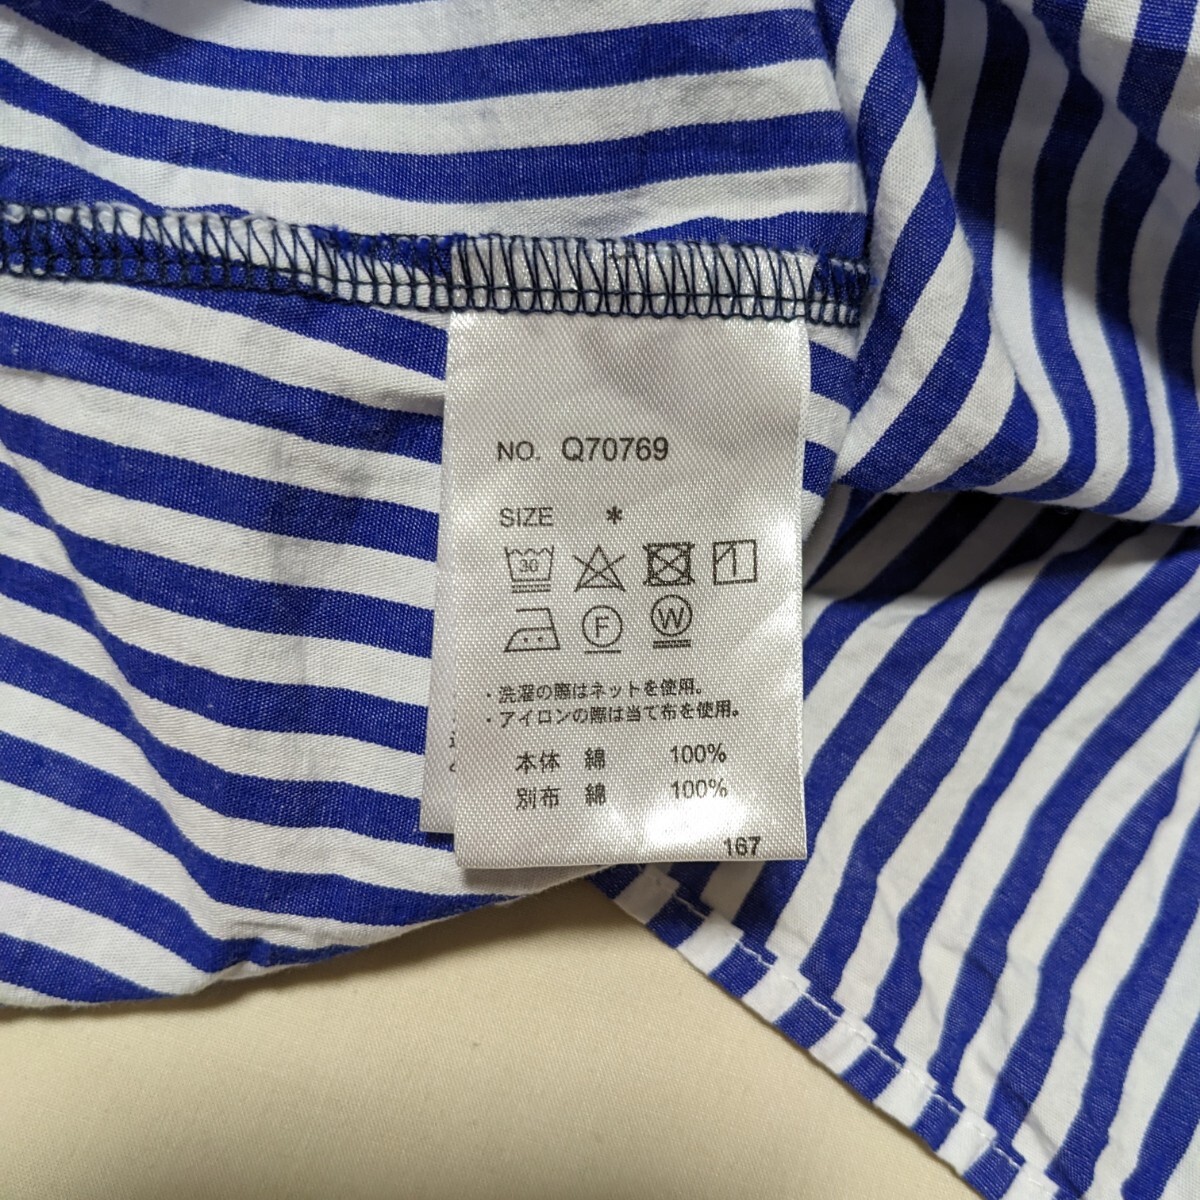 NO. Q70769
SIZE *
30
F W
・洗濯の際はネットを使用。
・アイロンの際は当て布を使用。
本体 綿 100%
別布 綿 100%
167